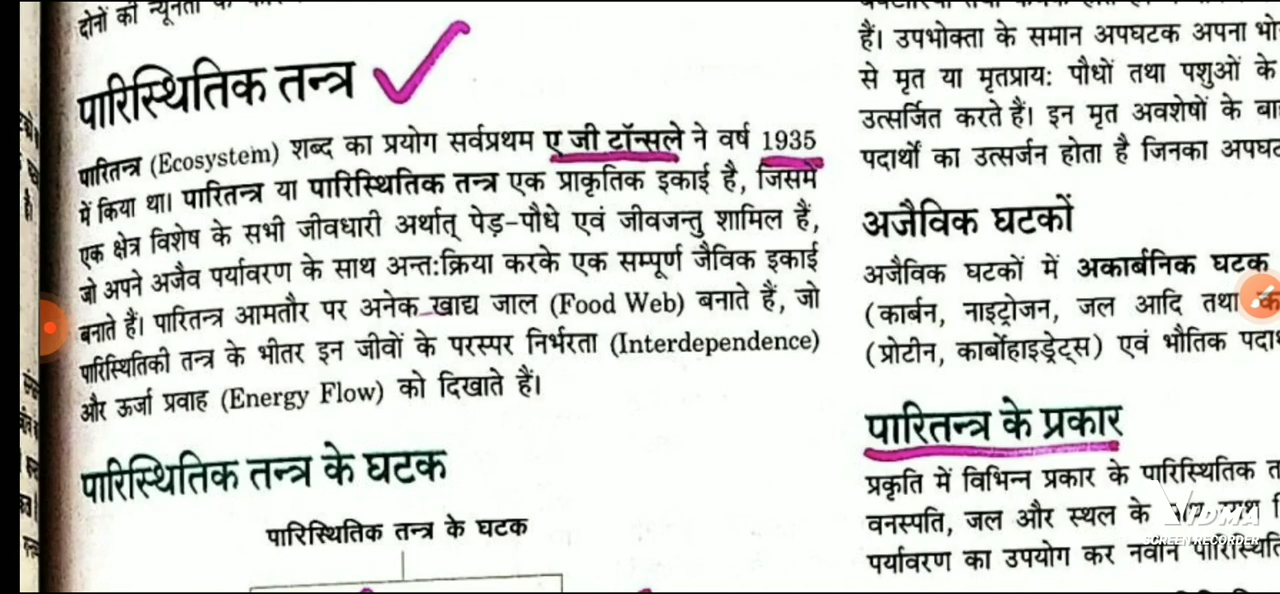 दोनों की न्यूनता
पारिस्थितिक तन्त्र
पारितन्त्र (Ecosystem) शब्द का प्रयोग सर्वप्रथम ए जी टॉन्सले ने वर्ष 1935
में किया था। पारितन्त्र या पारिस्थितिक तन्त्र एक प्राकृतिक इकाई है, जिसमें
एक क्षेत्र विशेष के सभी जीवधारी अर्थात् पेड़-पौधे एवं जीवजन्तु शामिल हैं,
जो अपने अजैव पर्यावरण के साथ अन्त:क्रिया करके एक सम्पूर्ण जैविक इकाई
बनाते हैं। पारितन्त्र आमतौर पर अनेक खाद्य जाल (Food Web) बनाते हैं, जो
पारिस्थितिकी तन्त्र के भीतर इन जीवों के परस्पर निर्भरता (Interdependence)
और ऊर्जा प्रवाह (Energy Flow) को दिखाते हैं।
पारिस्थितिक तन्त्र के घटक
पारिस्थितिक तन्त्र के घटक
हैं। उपभोक्ता के समान अपघटक अपना
से मृत या मृतप्राय: पौधों तथा पशुओं के
उत्सर्जित करते हैं। इन मृत अवशेषों के
पदार्थों का उत्सर्जन होता है जिनका
अजैविक घटकों
अजैविक घटकों में अकार्बनिक घटक
(कार्बन, नाइट्रोजन, जल आदि तथा
(प्रोटीन, कार्बोहाइड्रेट्स) एवं भौतिक
पारितन्त्र के प्रकार
प्रकृति में विभिन्न प्रकार के पारिस्थितिक
वनस्पति, जल और स्थल के
पर्यावरण का उपयोग कर नवीन
VIDMA
SCREEN RECORDER